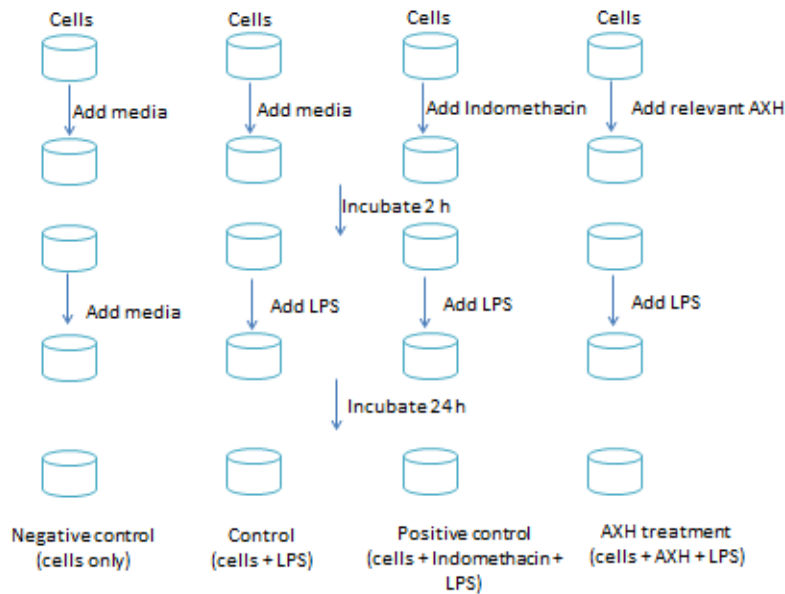 Cells Cells Cells Cells
Add media Add media Add Indomethacin Add relevant AXH
Incubate 2 h
Add media Add LPS Add LPS Add LPS
Incubate 24 h
Negative control
(cells only)
Control
(cells + LPS)
Positive control
(cells + Indomethacin +
LPS)
AXH treatment
(cells + AXH + LPS)